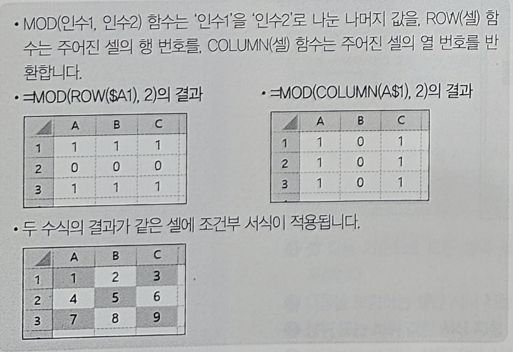 • MOD(인수1, 인수2) 함수는 '인수1'을 '인수2'로 나눈 나머지 값을, ROW(셀) 함
수는 주어진 셀의 행 번호를, COLUMN(셀) 함수는 주어진 셀의 열 번호를 반
환합니다.
• =MOD(ROW($A1), 2)의 결과
A B C
1 1 1 1
2 0 0 0
3 1 1 1
• =MOD(COLUMN(A$1), 2)의 결과
A B C
1 1 0 1
2 1 0 1
3 1 0 1
• 두 수식의 결과가 같은 셀에 조건부 서식이 적용됩니다.
A B C
1 1 2 3
2 4 5 6
3 7 8 9